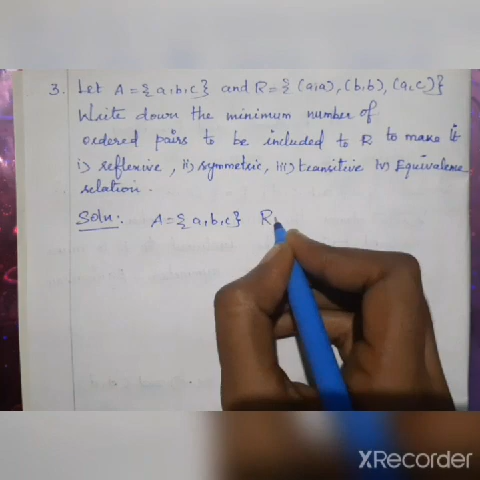 3. Let A = { a, b, c } and R = { (a,a), (b,b), (a,c) }
Write down the minimum number of
ordered pairs to be included to R to make it
i) reflexive, ii) symmetric, iii) transitive iv) Equivalence
relation.
Soln:. A = { a, b, c } R
XRecorder